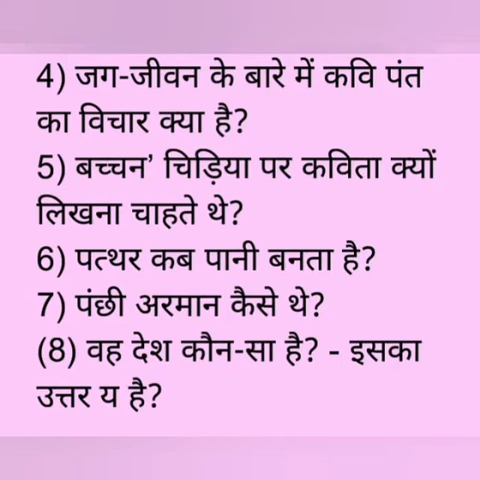 4) जग-जीवन के बारे में कवि पंत
का विचार क्या है?
5) बच्चन’ चिड़िया पर कविता क्यों
लिखना चाहते थे?
6) पत्थर कब पानी बनता है?
7) पंछी अरमान कैसे थे?
(8) वह देश कौन-सा है? - इसका
उत्तर य है?